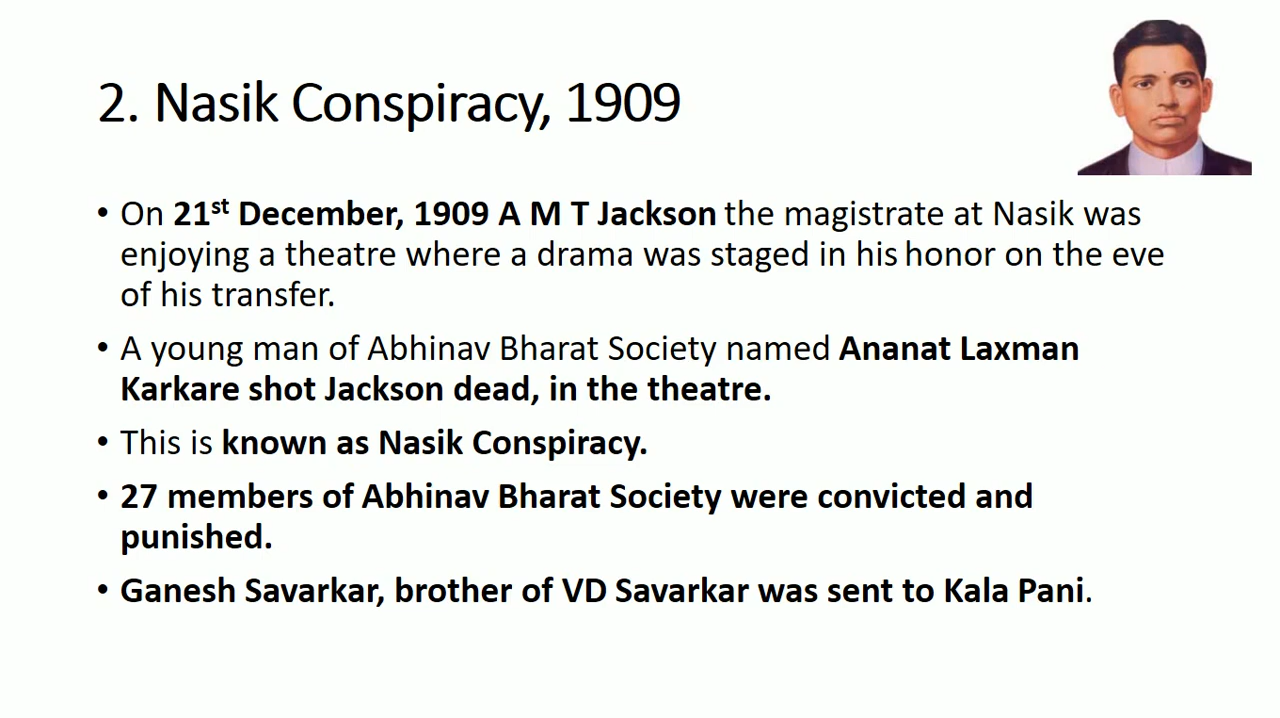 2. Nasik Conspiracy, 1909
• On 21st December, 1909 A M T Jackson the magistrate at Nasik was
enjoying a theatre where a drama was staged in his honor on the eve
of his transfer.
• A young man of Abhinav Bharat Society named Ananat Laxman
Karkare shot Jackson dead, in the theatre.
• This is known as Nasik Conspiracy.
• 27 members of Abhinav Bharat Society were convicted and
punished.
• Ganesh Savarkar, brother of VD Savarkar was sent to Kala Pani.